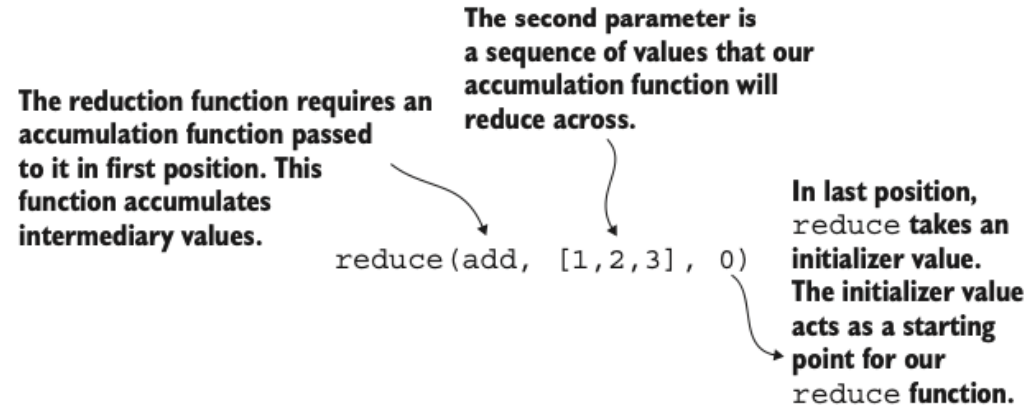 The second parameter is
a sequence of values that our
accumulation function will
reduce across.
The reduction function requires an
accumulation function passed
to it in first position. This
function accumulates
intermediary values.
In last position,
reduce takes an
initializer value.
The initializer value
acts as a starting
point for our
reduce function.
reduce(add, [1,2,3], 0)